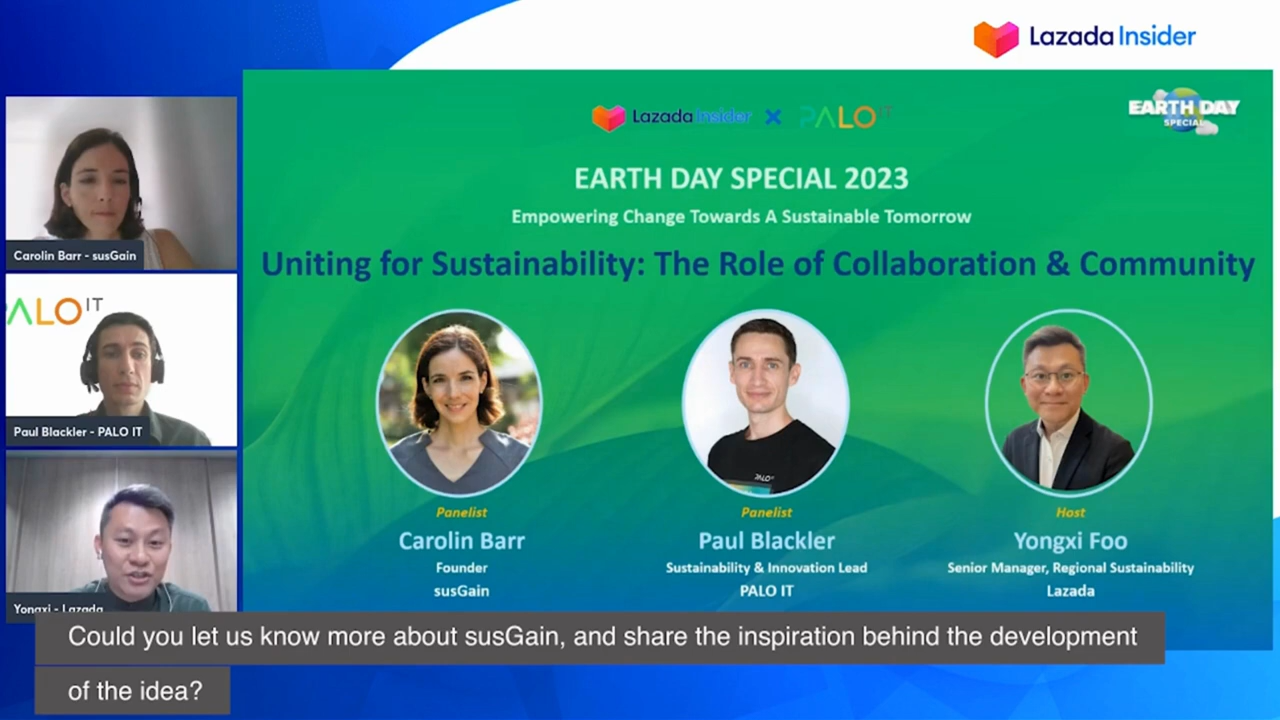 Lazada Insider
Lazada Insider X PALO IT
EARTH DAY
SPECIAL
EARTH DAY SPECIAL 2023
Empowering Change Towards A Sustainable Tomorrow
Uniting for Sustainability: The Role of Collaboration & Community
Carolin Barr - susGain
PALO IT
Paul Blackler - PALO IT
Yongxi - Lazada
PALO IT
Panelist
Carolin Barr
Founder
susGain
Panelist
Paul Blackler
Sustainability & Innovation Lead
PALO IT
Host
Yongxi Foo
Senior Manager, Regional Sustainability
Lazada
Could you let us know more about susGain, and share the inspiration behind the development
of the idea?